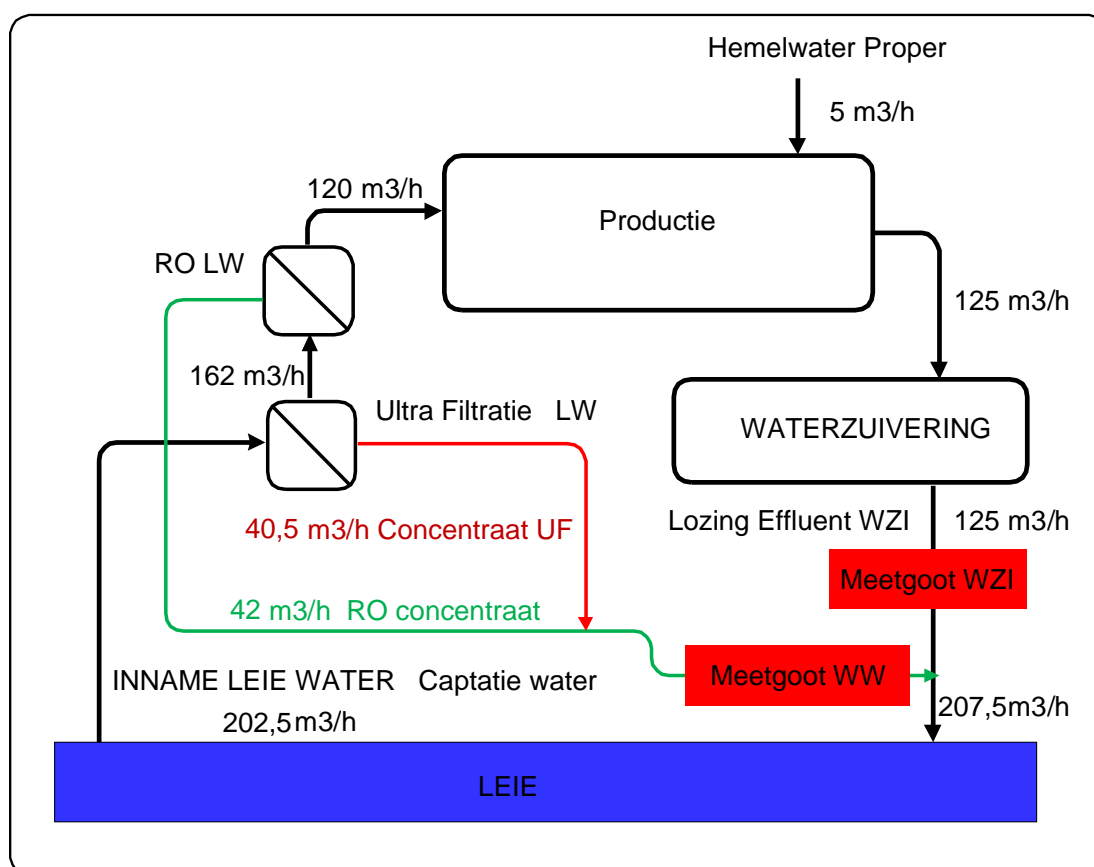 Hemelwater Proper
5 m3/h
120 m3/h
Productie
RO LW
125 m3/h
162 m3/h
Ultra Filtratie LW
WATERZUIVERING
40,5 m3/h Concentraat UF
Lozing Effluent WZI
125 m3/h
Meetgoot WZI
42 m3/h RO concentraat
INNAME LEIE WATER Captatie water
202,5 m3/h
Meetgoot WW
207,5m3/h
LEIE